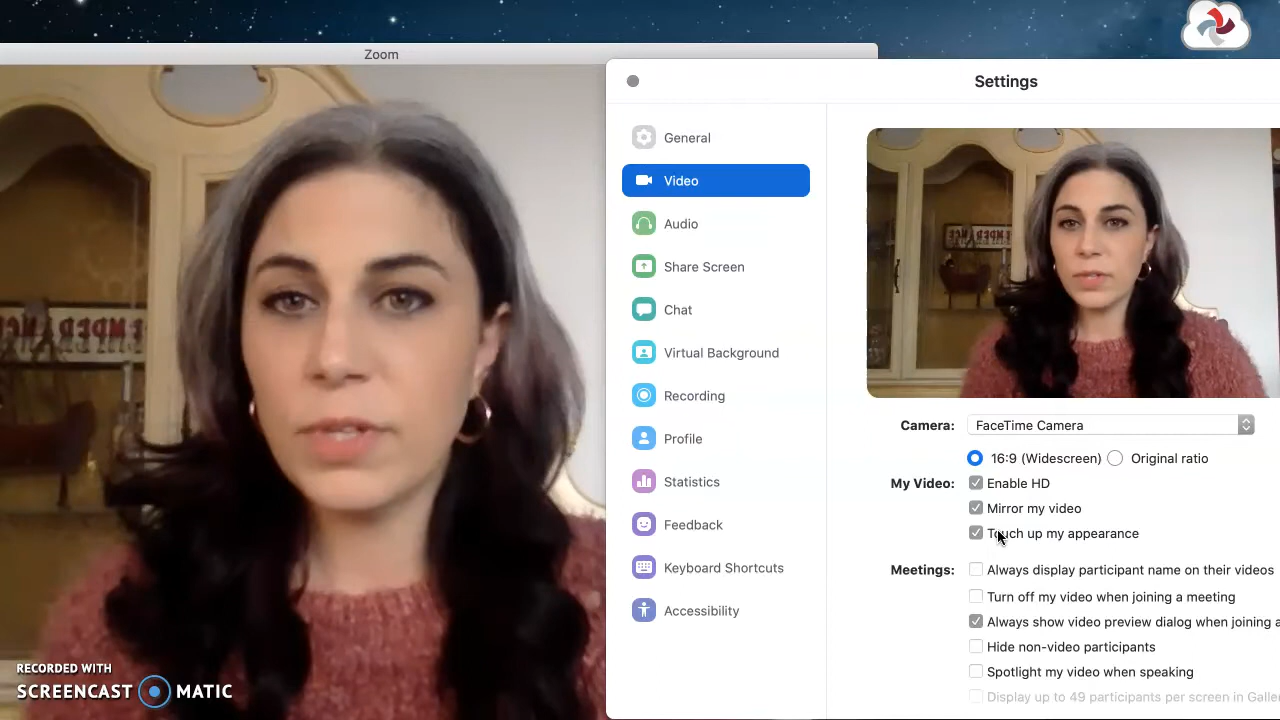 Zoom
Settings
General
Video
Audio
Share Screen
Chat
Virtual Background
Recording
Profile
Statistics
Feedback
Keyboard Shortcuts
Accessibility
Camera: FaceTime Camera
16:9 (Widescreen) Original ratio
My Video: Enable HD
Mirror my video
Touch up my appearance
Meetings: Always display participant name on their videos
Turn off my video when joining a meeting
Always show video preview dialog when joining a
Hide non-video participants
Spotlight my video when speaking
Display up to 49 participants per screen in Galle
RECORDED WITH
SCREENCAST MATIC